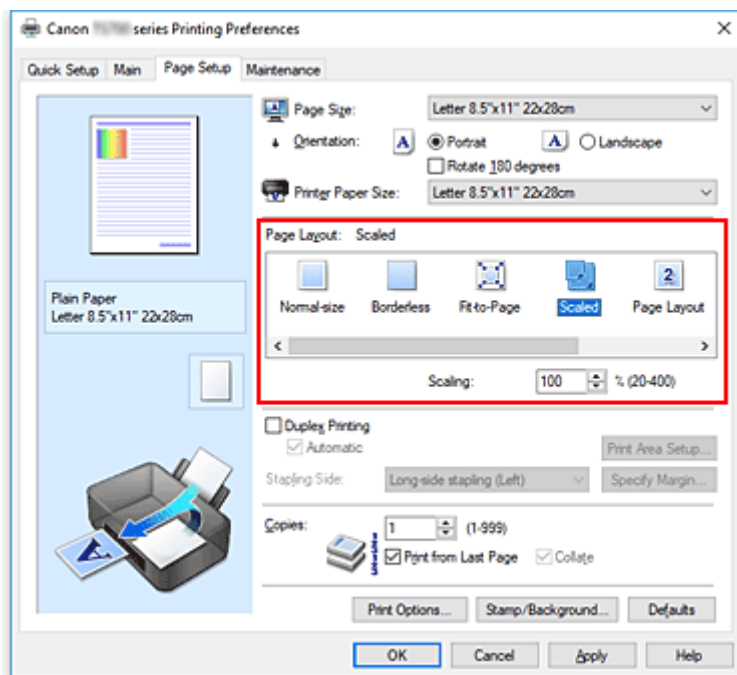 Canon series Printing Preferences
Quick Setup Main Page Setup Maintenance
Page Size: Letter 8.5"x11" 22x28cm
Orientation: A Portrait A Landscape
Rotate 180 degrees
Printer Paper Size: Letter 8.5"x11" 22x28cm
Page Layout: Scaled
Normal-size Borderless Fit-to-Page Scaled Page Layout
Scaling: 100 % (20-400)
Plain Paper
Letter 8.5"x11" 22x28cm
Duplex Printing
Automatic
Print Area Setup...
Stapling Side: Long-side stapling (Left) Specify Margin...
Copies: 1 (1-999)
Print from Last Page Collate
Print Options... Stamp/Background... Defaults
OK Cancel Apply Help